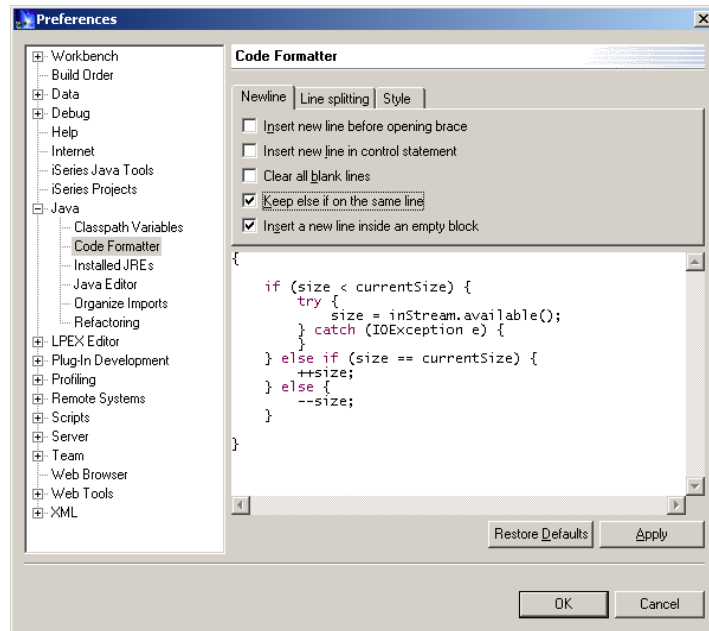 Preferences
Workbench
Build Order
Data
Debug
Help
Internet
iSeries Java Tools
iSeries Projects
Java
Classpath Variables
Code Formatter
Installed JREs
Java Editor
Organize Imports
Refactoring
LPEX Editor
Plug-In Development
Profiling
Remote Systems
Scripts
Server
Team
Web Browser
Web Tools
XML
Code Formatter
Newline Line splitting Style
Insert new line before opening brace
Insert new line in control statement
Clear all blank lines
Keep else if on the same line
Insert a new line inside an empty block
{
if (size < currentSize) {
try {
size = inStream.available();
} catch (IOException e) {
}
} else if (size == currentSize) {
++size;
} else {
--size;
}
}
Restore Defaults Apply
OK Cancel